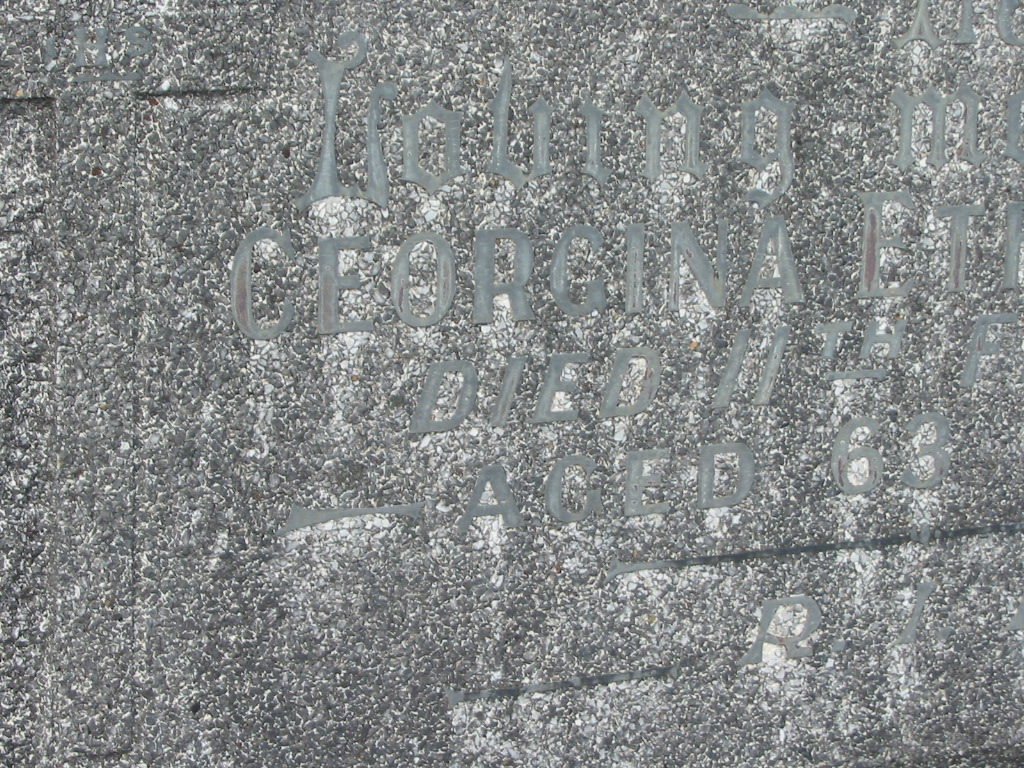 IHS
Loving
GEORGINA
DIED 11TH
AGED 63
R. I.